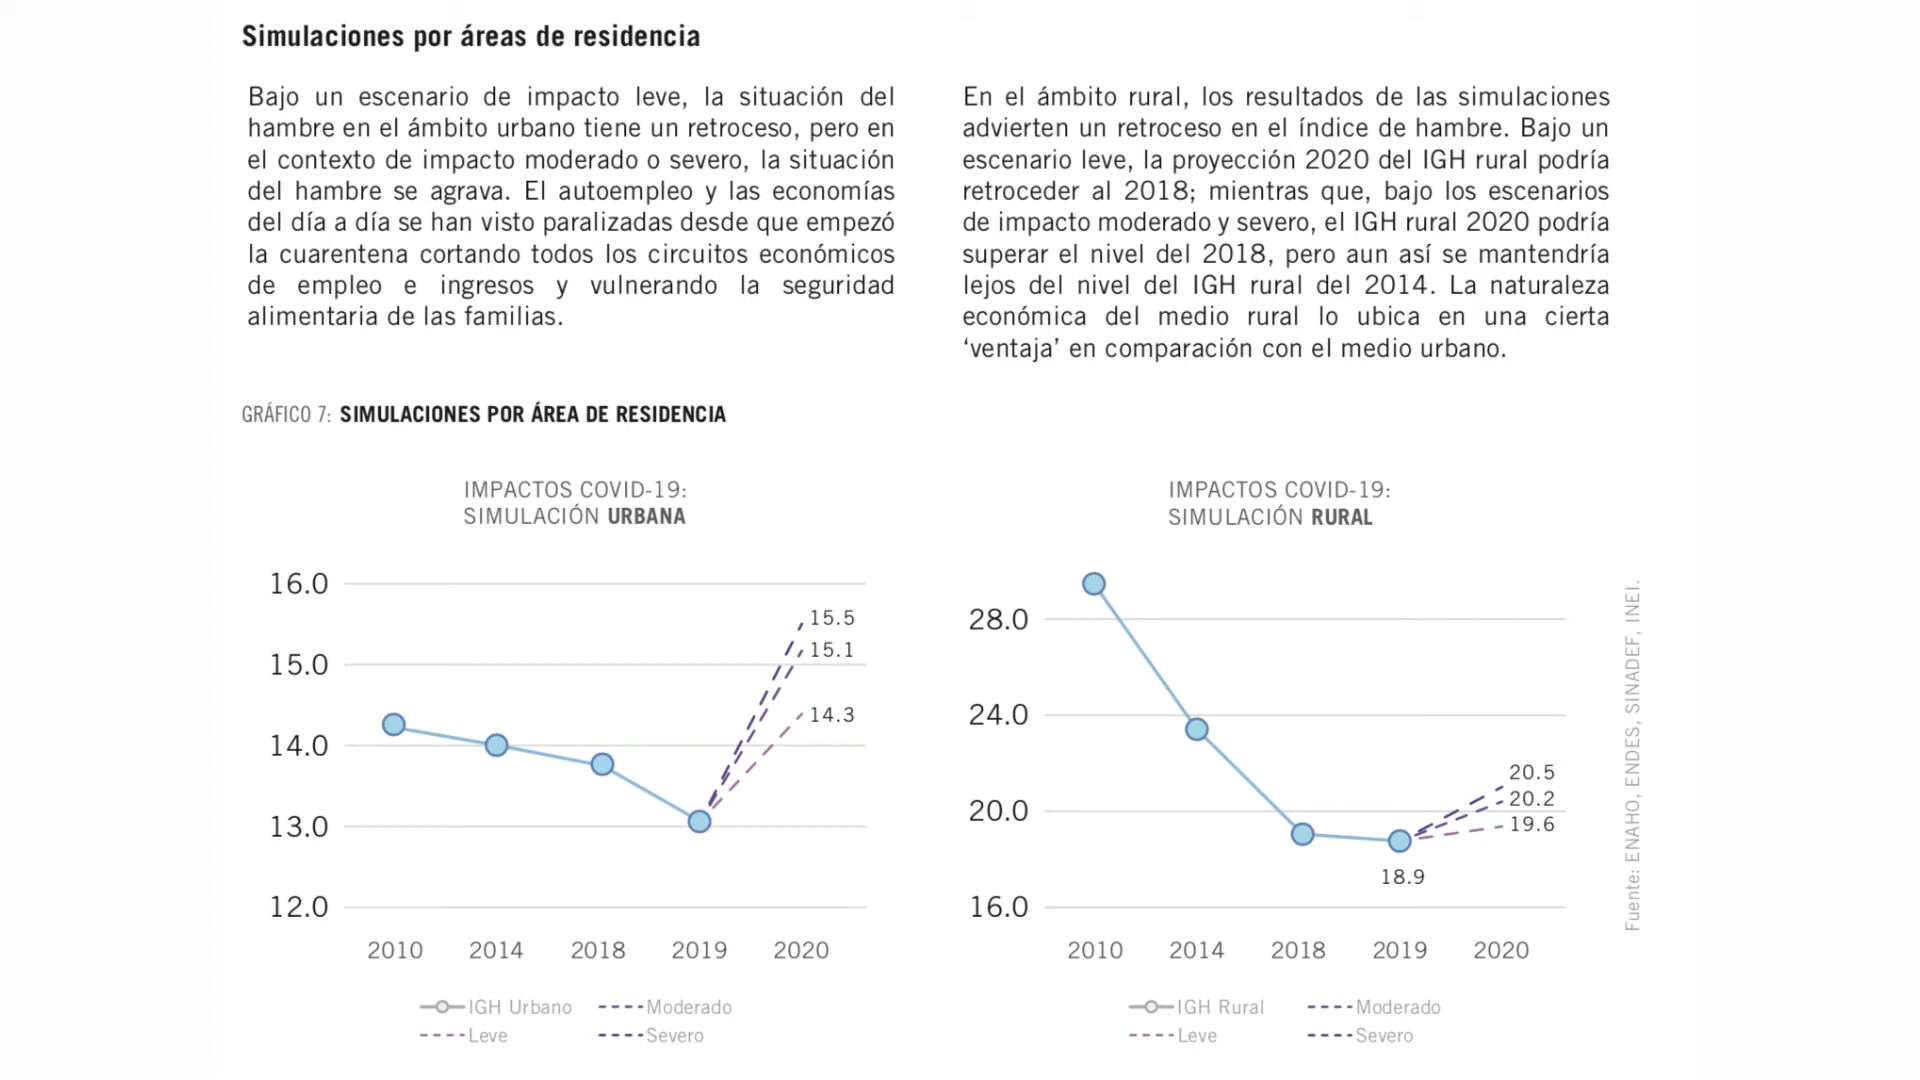 Simulaciones por áreas de residencia
Bajo un escenario de impacto leve, la situación del
hambre en el ámbito urbano tiene un retroceso, pero en
el contexto de impacto moderado o severo, la situación
del hambre se agrava. El autoempleo y las economías
del día a día se han visto paralizadas desde que empezó
la cuarentena cortando todos los circuitos económicos
de empleo e ingresos y vulnerando la seguridad
alimentaria de las familias.
En el ámbito rural, los resultados de las simulaciones
advierten un retroceso en el índice de hambre. Bajo un
escenario leve, la proyección 2020 del IGH rural podría
retroceder al 2018; mientras que, bajo los escenarios
de impacto moderado y severo, el IGH rural 2020 podría
superar el nivel del 2018, pero aun así se mantendría
lejos del nivel del IGH rural del 2014. La naturaleza
económica del medio rural lo ubica en una cierta
‘ventaja’ en comparación con el medio urbano.
GRÁFICO 7: SIMULACIONES POR ÁREA DE RESIDENCIA
IMPACTOS COVID-19:
SIMULACIÓN URBANA
16.0
15.0
14.0
13.0
12.0
15.5
15.1
14.3
2010 2014 2018 2019 2020
IGH Urbano Moderado
Leve Severo
IMPACTOS COVID-19:
SIMULACIÓN RURAL
28.0
24.0
20.0
16.0
20.5
20.2
19.6
18.9
2010 2014 2018 2019 2020
IGH Rural Moderado
Leve Severo
Fuente: ENAHO, ENDES, SINADEF, INEI.